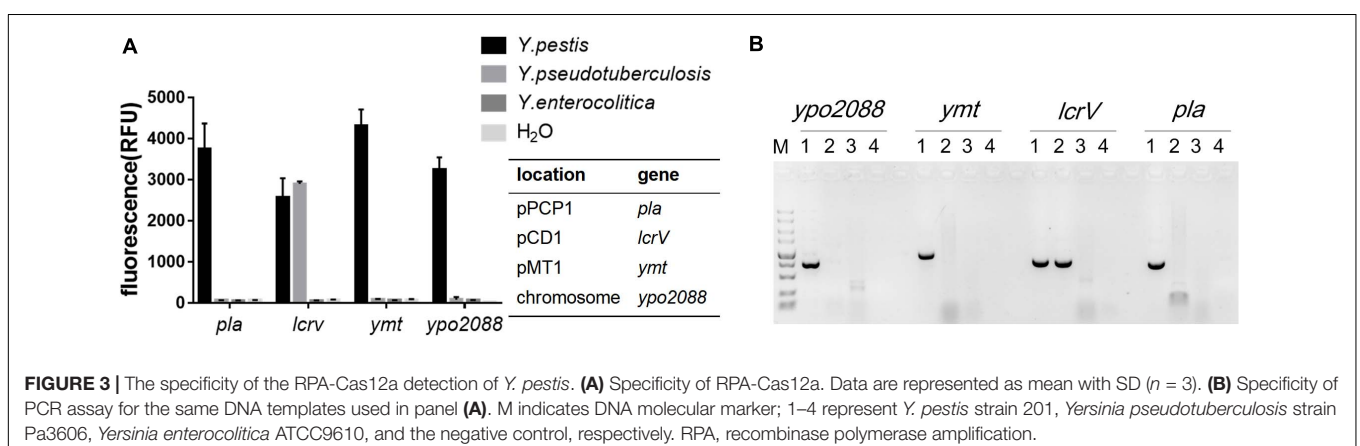 A
Y.pestis
Y.pseudotuberculosis
Y.enterocolitica
H₂O
fluorescence(RFU)
5000
4000
3000
2000
1000
0
pla lcrv ymt ypo2088
location gene
pPCP1 pla
pCD1 lcrV
pMT1 ymt
chromosome ypo2088
B
ypo2088 ymt lcrV pla
M 1 2 3 4 1 2 3 4 1 2 3 4 1 2 3 4
FIGURE 3 | The specificity of the RPA-Cas12a detection of Y. pestis. (A) Specificity of RPA-Cas12a. Data are represented as mean with SD (n = 3). (B) Specificity of
PCR assay for the same DNA templates used in panel (A). M indicates DNA molecular marker; 1–4 represent Y. pestis strain 201, Yersinia pseudotuberculosis strain
Pa3606, Yersinia enterocolitica ATCC9610, and the negative control, respectively. RPA, recombinase polymerase amplification.